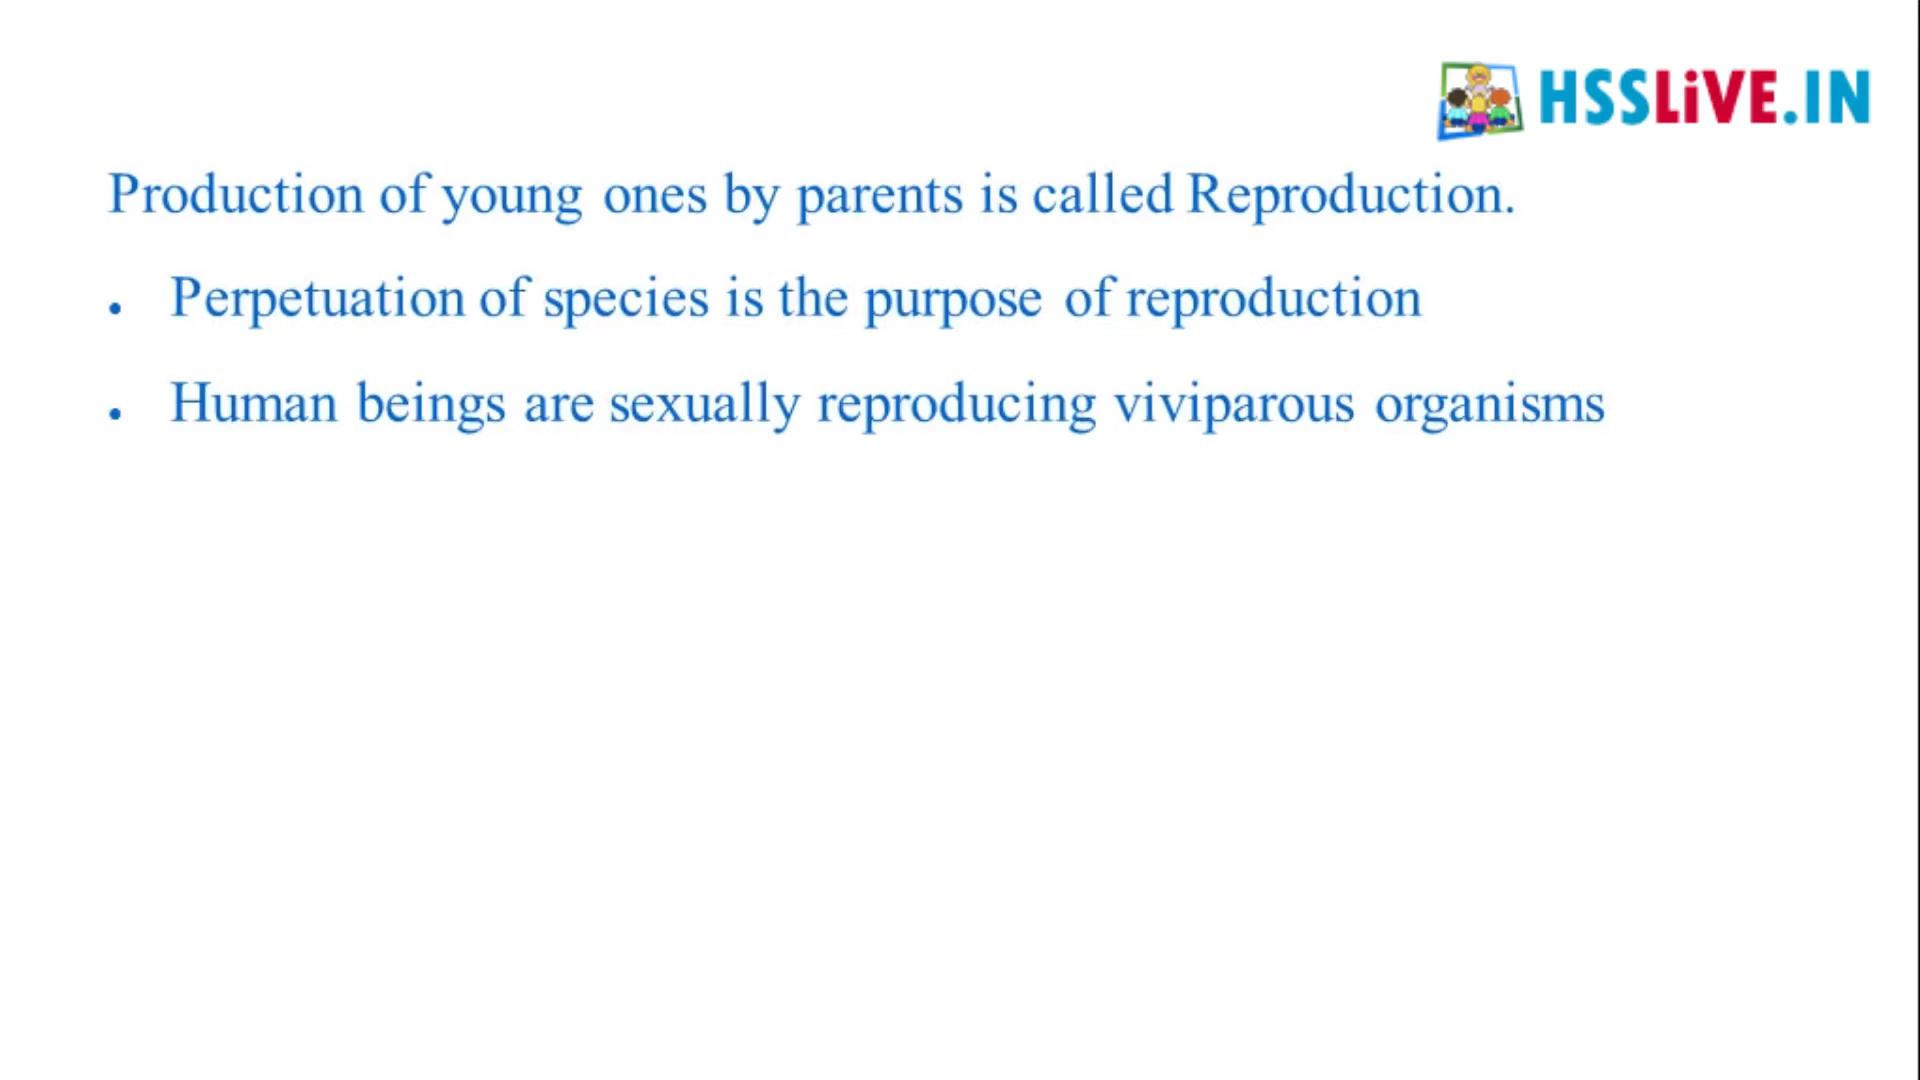 HSSLiVE.IN
Production of young ones by parents is called Reproduction.
• Perpetuation of species is the purpose of reproduction
• Human beings are sexually reproducing viviparous organisms